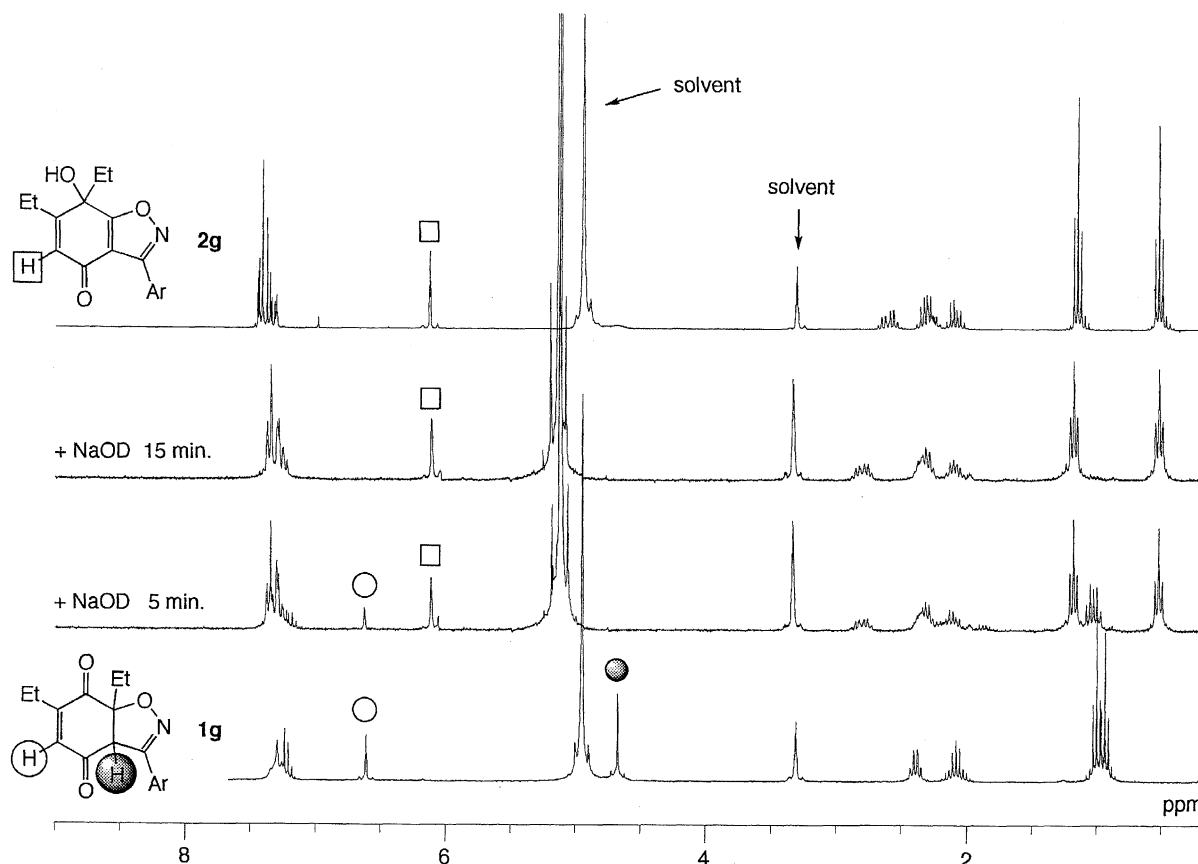 solvent
solvent
HO Et
Et
O
N
2g
H
O
Ar
+ NaOD 15 min.
+ NaOD 5 min.
O
Et
Et
O
N
1g
H
H
O
Ar
ppm
8 6 4 2